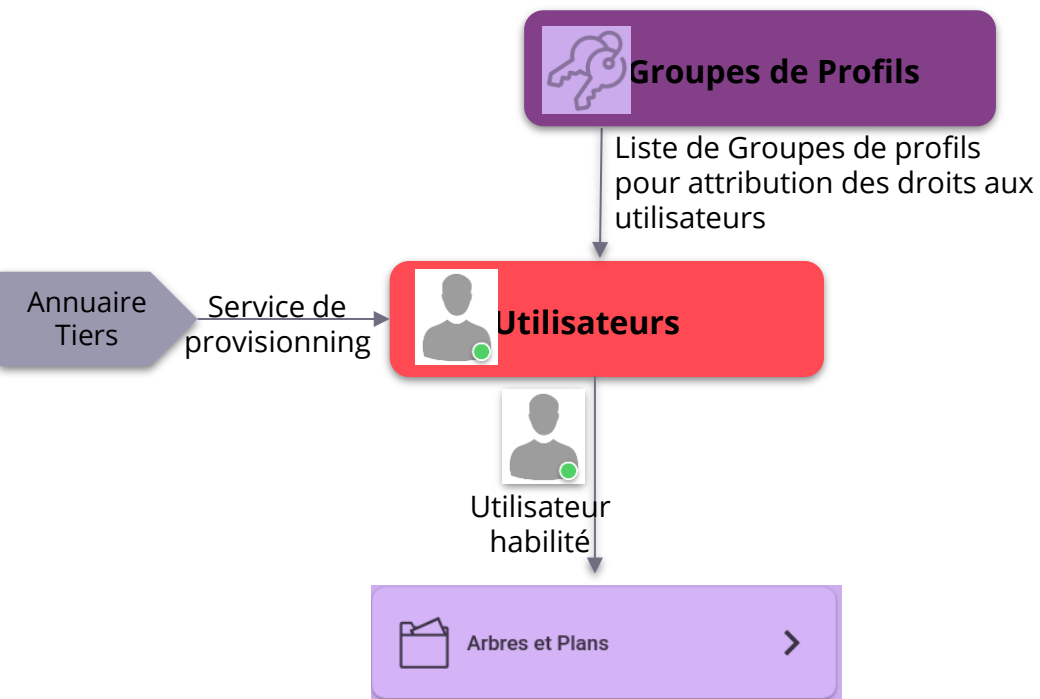 Groupes de Profils
Liste de Groupes de profils
pour attribution des droits aux
utilisateurs
Annuaire
Tiers
Service de
provisionning
Utilisateurs
Utilisateur
habilité
Arbres et Plans